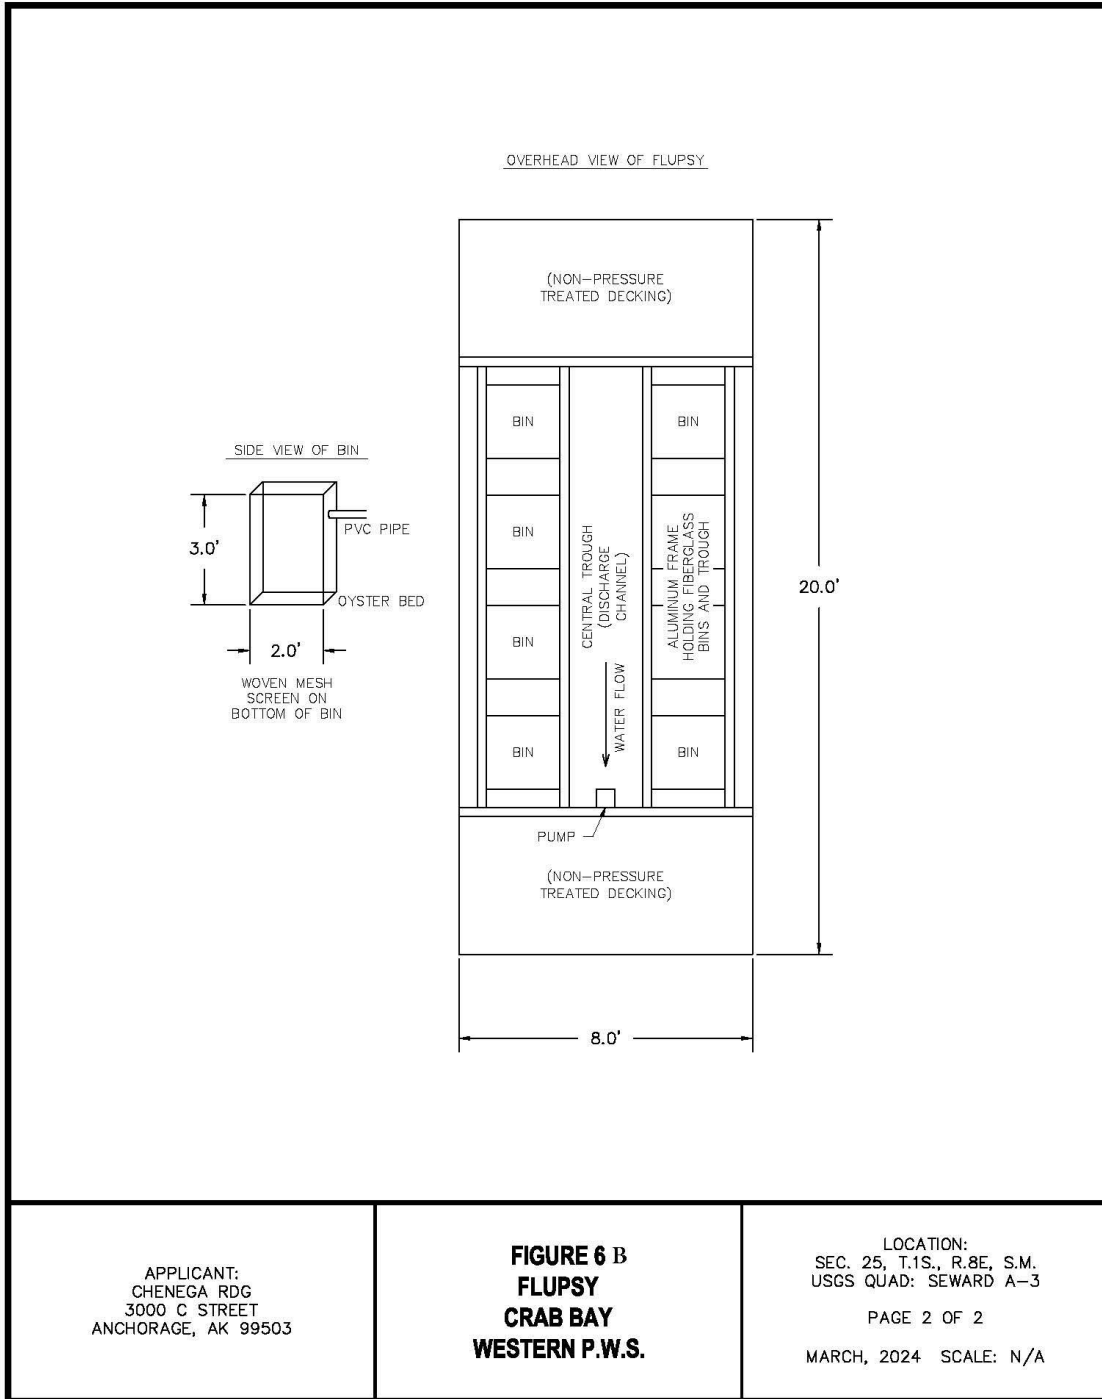 OVERHEAD VIEW OF FLUPSY
(NON-PRESSURE
TREATED DECKING)
BIN
BIN
SIDE VIEW OF BIN
3.0'
PVC PIPE
OYSTER BED
2.0'
WOVEN MESH
SCREEN ON
BOTTOM OF BIN
BIN
BIN
BIN
BIN
CENTRAL TROUGH
(DISCHARGE
CHANNEL)
WATER FLOW
ALUMINUM FRAME
HOLDING FIBERGLASS
BINS AND TROUGH
20.0'
PUMP
(NON-PRESSURE
TREATED DECKING)
8.0'
APPLICANT:
CHENEGA RDG
3000 C STREET
ANCHORAGE, AK 99503
FIGURE 6 B
FLUPSY
CRAB BAY
WESTERN P.W.S.
LOCATION:
SEC. 25, T.1S., R.8E, S.M.
USGS QUAD: SEWARD A-3
PAGE 2 OF 2
MARCH, 2024 SCALE: N/A